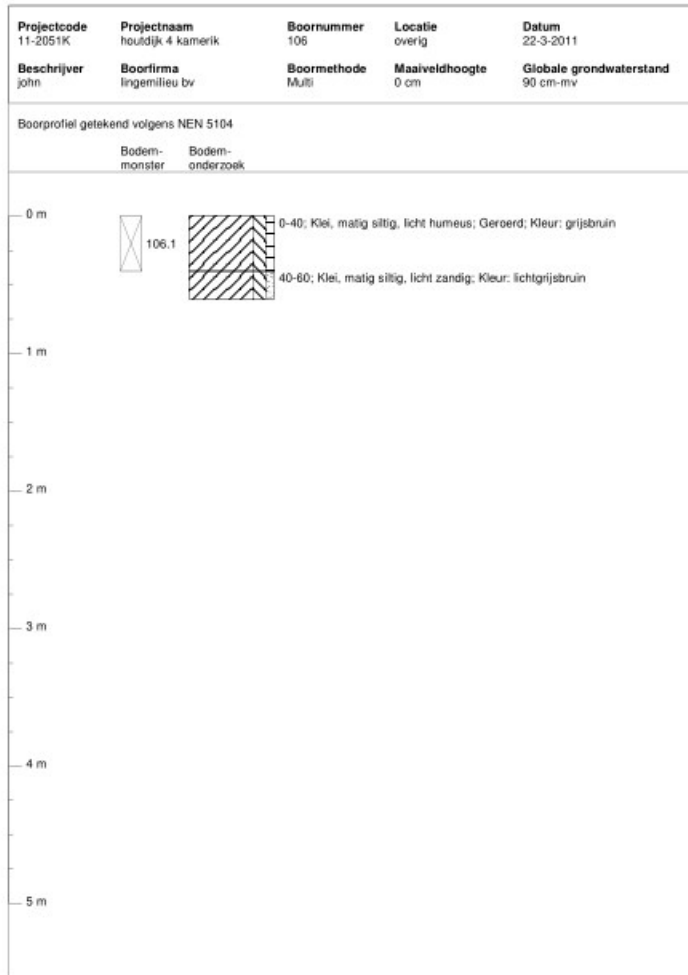 Projectcode Projectnaam Boornummer Locatie Datum
11-2051K houtdijk 4 kamerik 106 overig 22-3-2011
Beschrijver Boorfirma Boormethode Maaiveldhoogte Globale grondwaterstand
john lingemilieu bv Multi 0 cm 90 cm-mv
Boorprofiel getekend volgens NEN 5104
Bodem- Bodem-
monster onderzoek
0 m
0-40; Klei, matig siltig, licht humeus; Geroerd; Kleur: grijsbruin
106.1
40-60; Klei, matig siltig, licht zandig; Kleur: lichtgrijsbruin
1 m
2 m
3 m
4 m
5 m